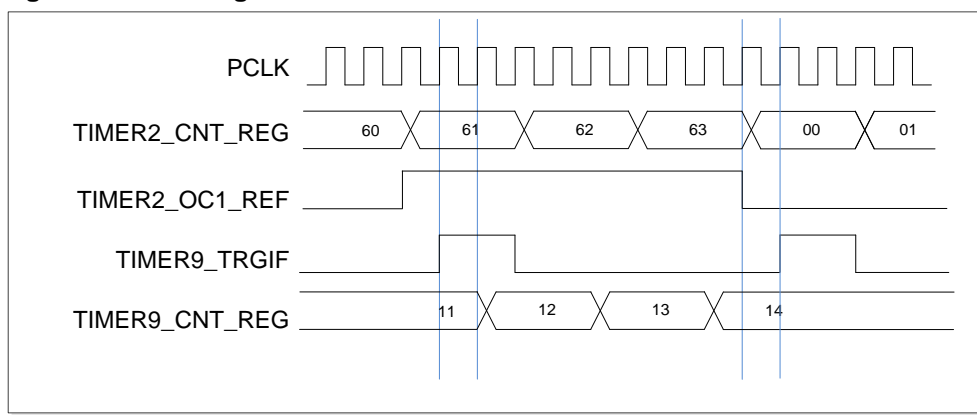 PCLK
TIMER2_CNT_REG 60 61 62 63 00 01
TIMER2_OC1_REF
TIMER9_TRGIF
TIMER9_CNT_REG 11 12 13 14